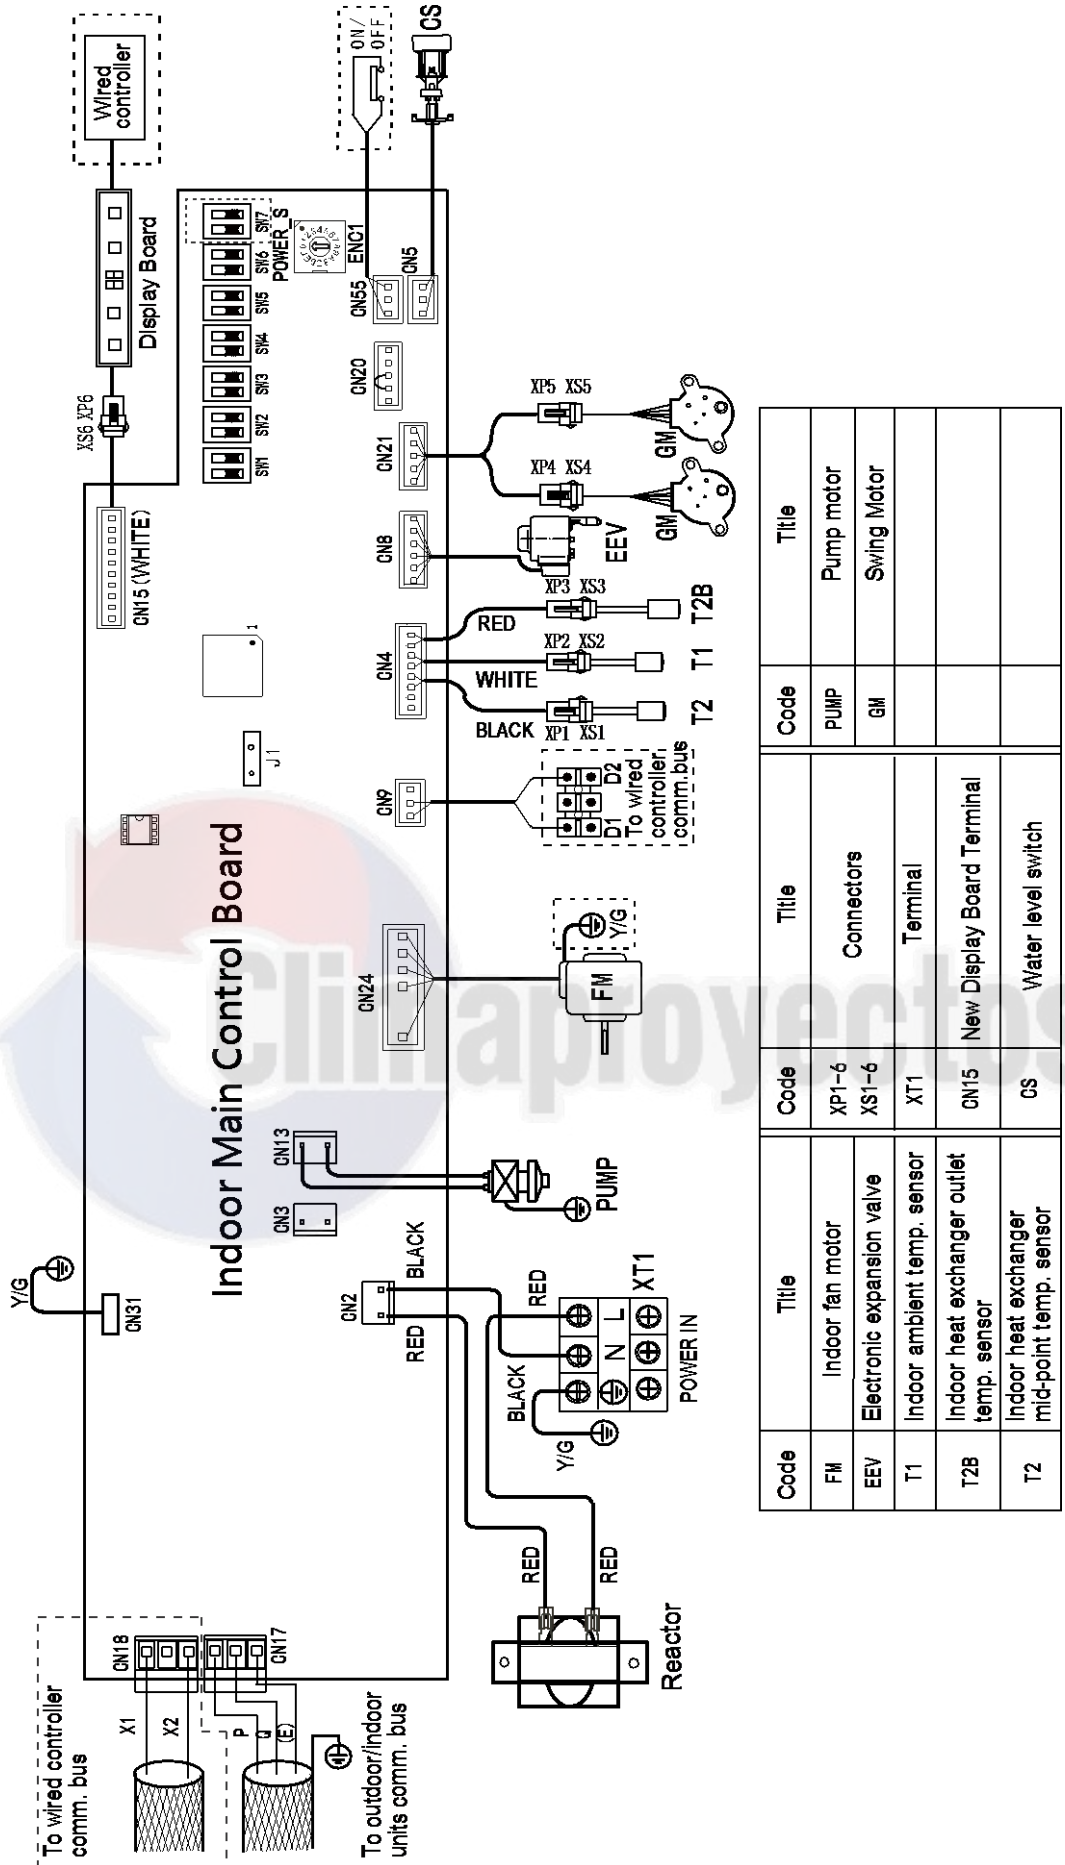 Wired
controller
Display Board
XS6 XP6
CN15(WHITE)
SW1
SW2
SW3
SW4
SW5
SW6
SW7
POWER_S
ENC1
ON/
OFF
CS
CN55
CN5
CN20
CN21
CN8
CN4
CN9
CN24
XP5 XS5
GM
XP4 XS4
GM
EEV
XP3 XS3
RED
T2B
XP2 XS2
WHITE
T1
BLACK
XP1 XS1
T2
D1
D2
To wired
controller
comm.bus
1
J1
Indoor Main Control Board
FM
Y/G
CN13
CN3
PUMP
Y/G
CN31
CN2
RED
BLACK
RED
BLACK
Y/G
L
N
XT1
POWER IN
RED
RED
Reactor
CN18
CN17
To wired controller
comm. bus
X1
X2
P
Q
(E)
To outdoor/indoor
units comm. bus
Climaproyectos
Code Title Code Title Code Title
FM Indoor fan motor XP1-6 Connectors PUMP Pump motor
EEV Electronic expansion valve XS1-6 GM Swing Motor
T1 Indoor ambient temp. sensor XT1 Terminal
T2B Indoor heat exchanger outlet
temp. sensor CN15 New Display Board Terminal
T2 Indoor heat exchanger
mid-point temp. sensor CS Water level switch